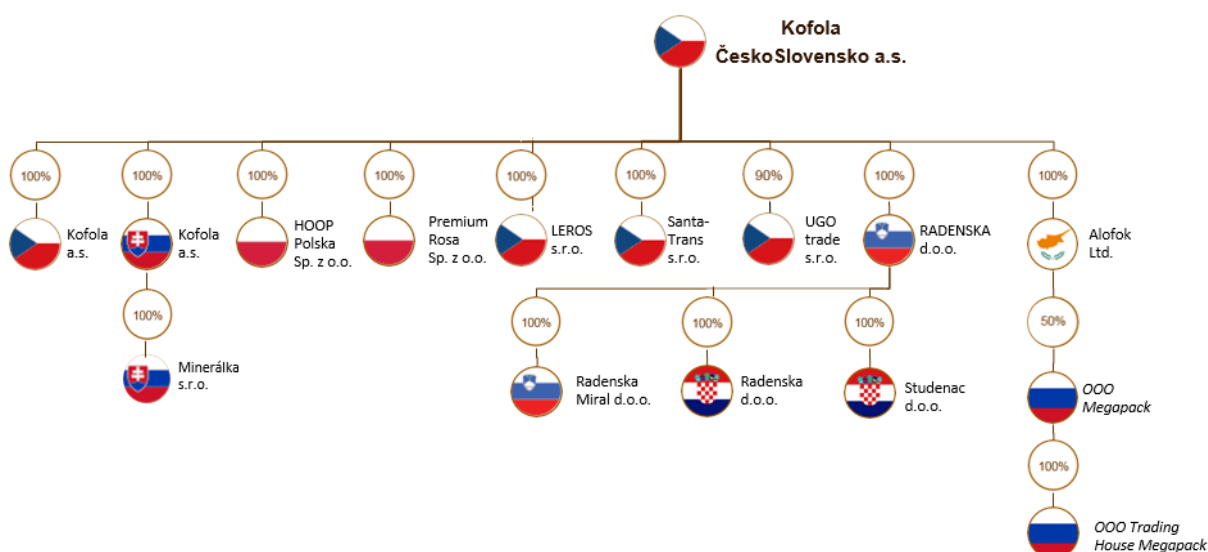 Kofola
ČeskoSlovensko a.s.
100%
100%
100%
100%
100%
100%
90%
100%
100%
Kofola
a.s.
Kofola
a.s.
HOOP
Polska
Sp. z o.o.
Premium
Rosa
Sp. z o.o.
LEROS
s.r.o.
Santa-
Trans
s.r.o.
UGO
trade
s.r.o.
RADENSKA
d.o.o.
Alofok
Ltd.
100%
100%
100%
100%
50%
Minerálka
s.r.o.
Radenska
Miral d.o.o.
Radenska
d.o.o.
Studenac
d.o.o.
OOO
Megapack
100%
OOO Trading
House Megapack